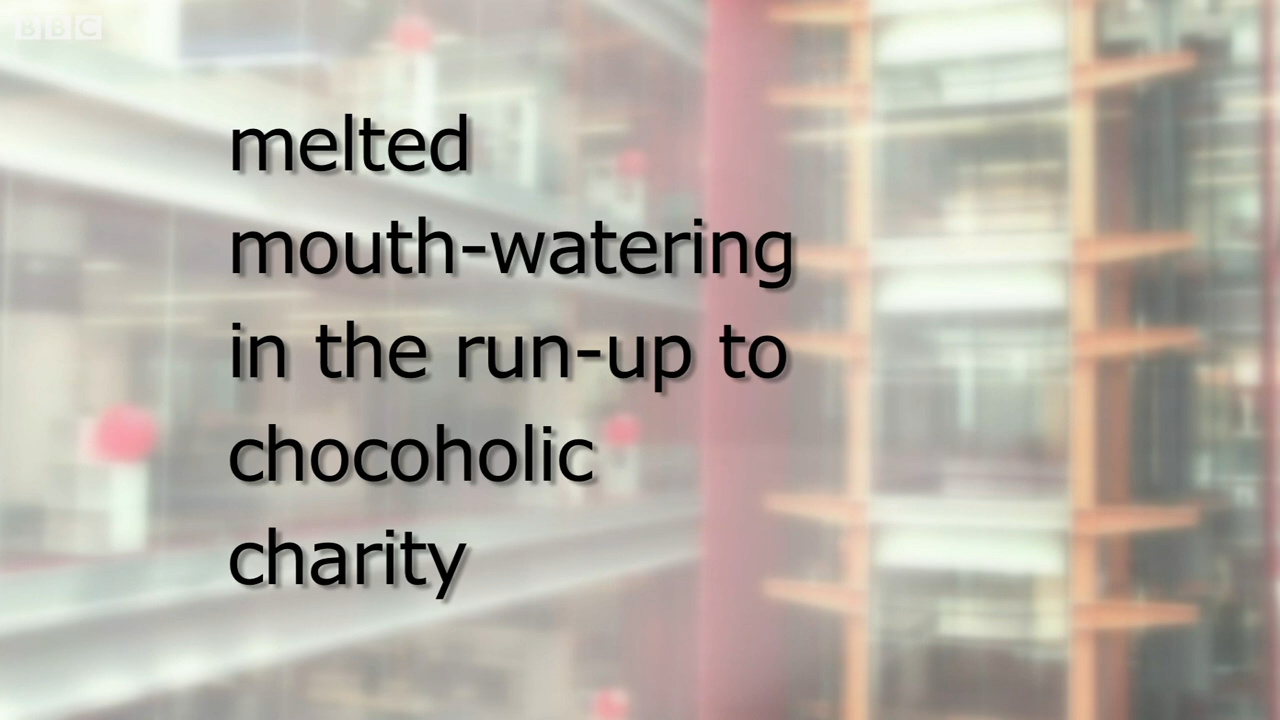 BBC
melted
mouth-watering
in the run-up to
chocoholic
charity